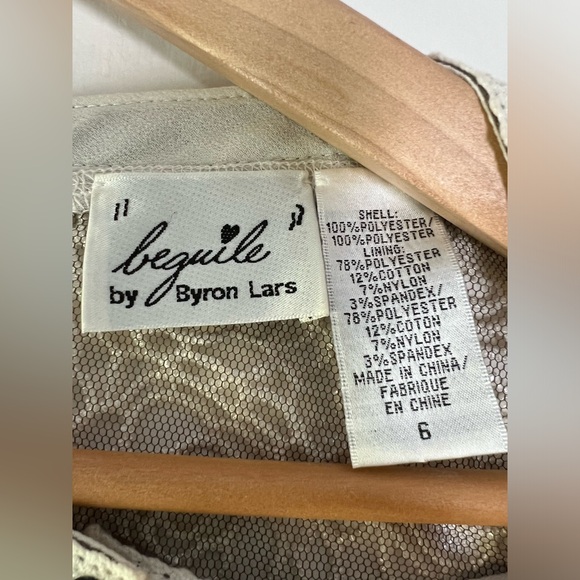 "beguile"
by Byron Lars
SHELL:
100%POLYESTER/
100%POLYESTER
LINING:
78%POLYESTER
12%COTTON
7%NYLON
3%SPANDEX/
78%POLYESTER
12%COTON
7%NYLON
3%SPANDEX
MADE IN CHINA/
FABRIQUE
EN CHINE
6